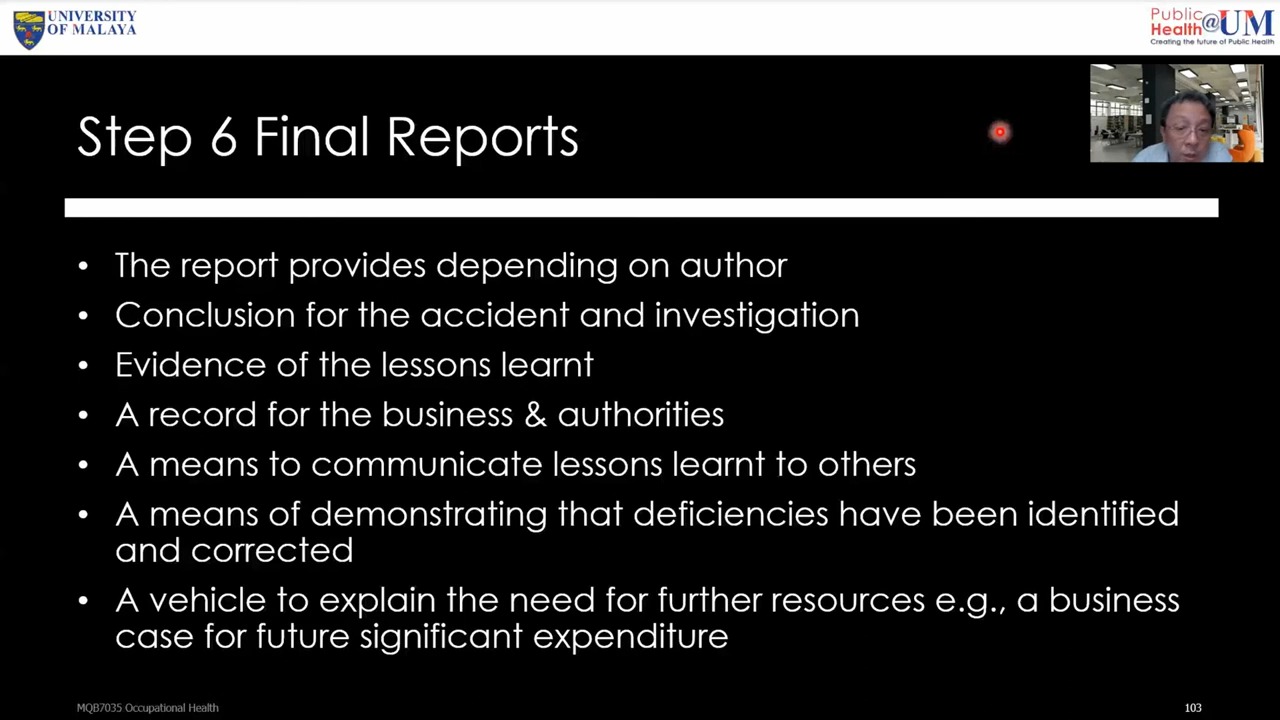 UNIVERSITY
OF MALAYA
Public
Health@UM
Creating the future of Public Health
Step 6 Final Reports
• The report provides depending on author
• Conclusion for the accident and investigation
• Evidence of the lessons learnt
• A record for the business & authorities
• A means to communicate lessons learnt to others
• A means of demonstrating that deficiencies have been identified
and corrected
• A vehicle to explain the need for further resources e.g., a business
case for future significant expenditure
MQB7035 Occupational Health
103